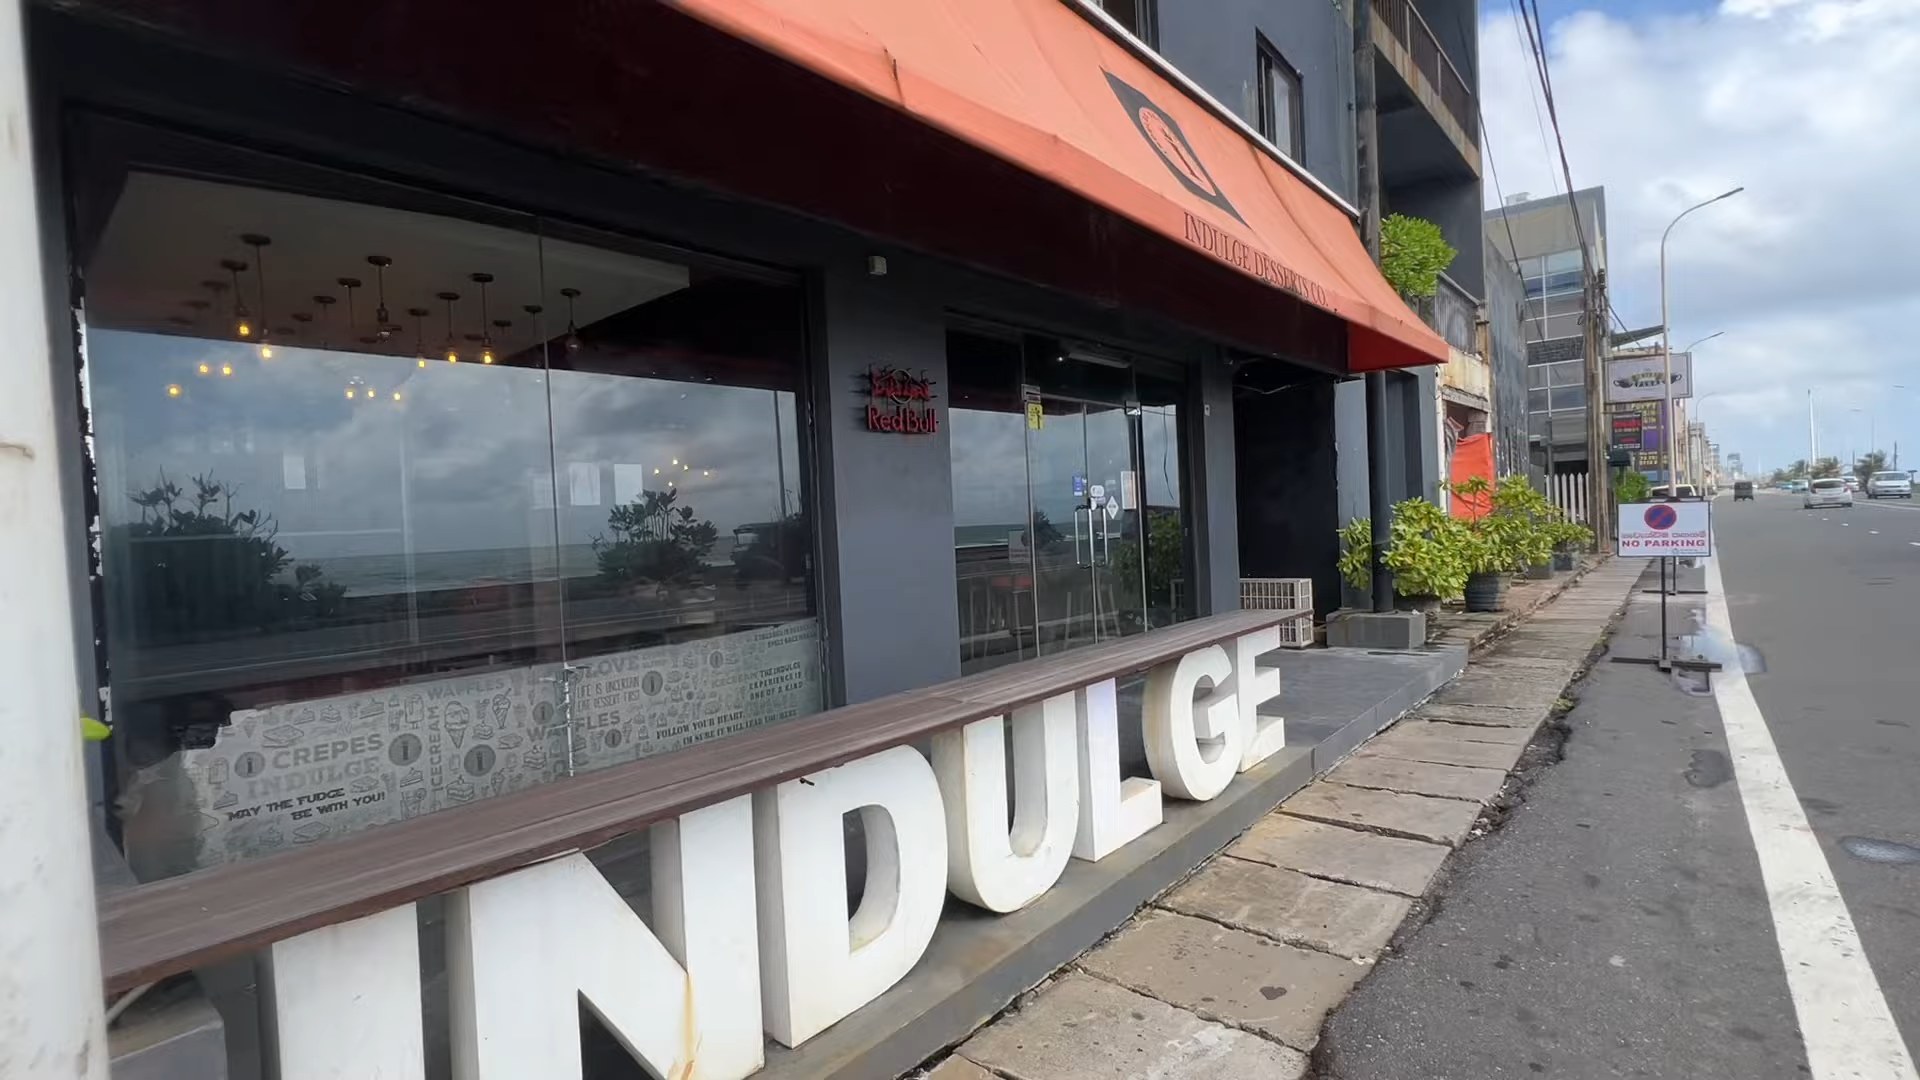 INDULGE DESSERTS CO.
Red Bull
LOVE
WAFFLES
LIFE IS UNCERTAIN
EAT DESSERT FIRST
THE INDULGE
EXPERIENCE IS
ONE OF A KIND
ICECREAM
CREPES
INDULGE
FOLLOW YOUR HEART,
MAY THE FUDGE
BE WITH YOU!
INDULGE
NO PARKING